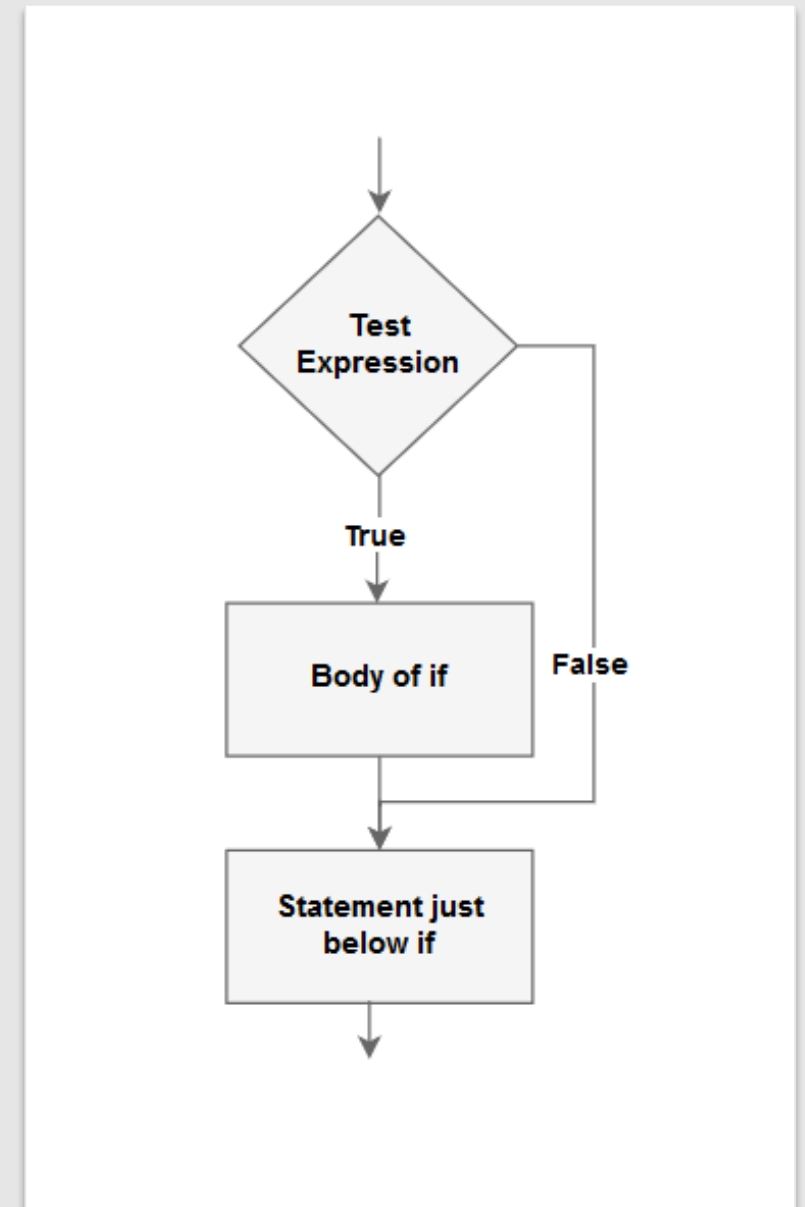 Test
Expression
True
Body of if
False
Statement just
below if